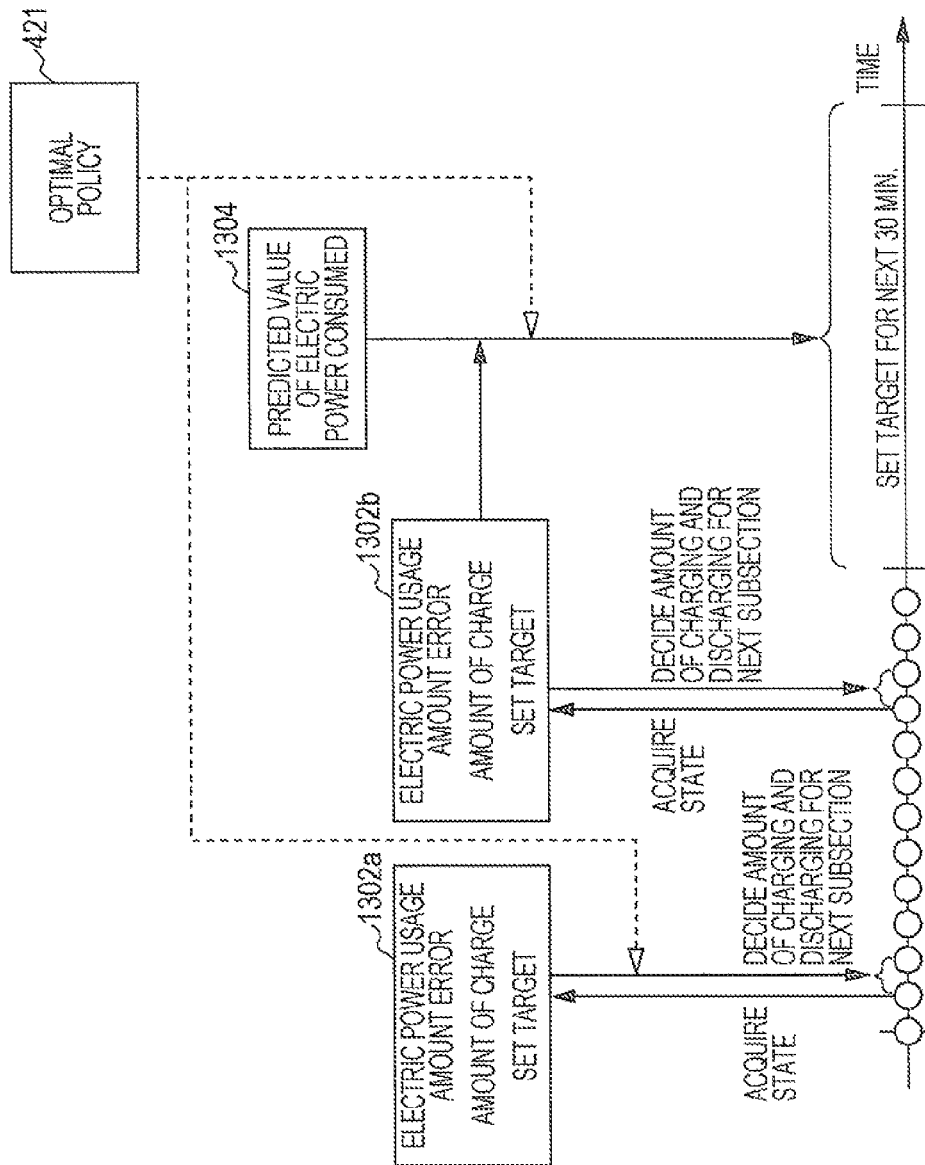 421
OPTIMAL
POLICY
1304
PREDICTED VALUE
OF ELECTRIC
POWER CONSUMED
1302a
ELECTRIC POWER USAGE
AMOUNT ERROR
AMOUNT OF CHARGE
SET TARGET
1302b
ELECTRIC POWER USAGE
AMOUNT ERROR
AMOUNT OF CHARGE
SET TARGET
ACQUIRE
STATE
DECIDE AMOUNT
OF CHARGING AND
DISCHARGING FOR
NEXT SUBSECTION
ACQUIRE
STATE
DECIDE AMOUNT
OF CHARGING AND
DISCHARGING FOR
NEXT SUBSECTION
SET TARGET FOR NEXT 30 MIN.
TIME